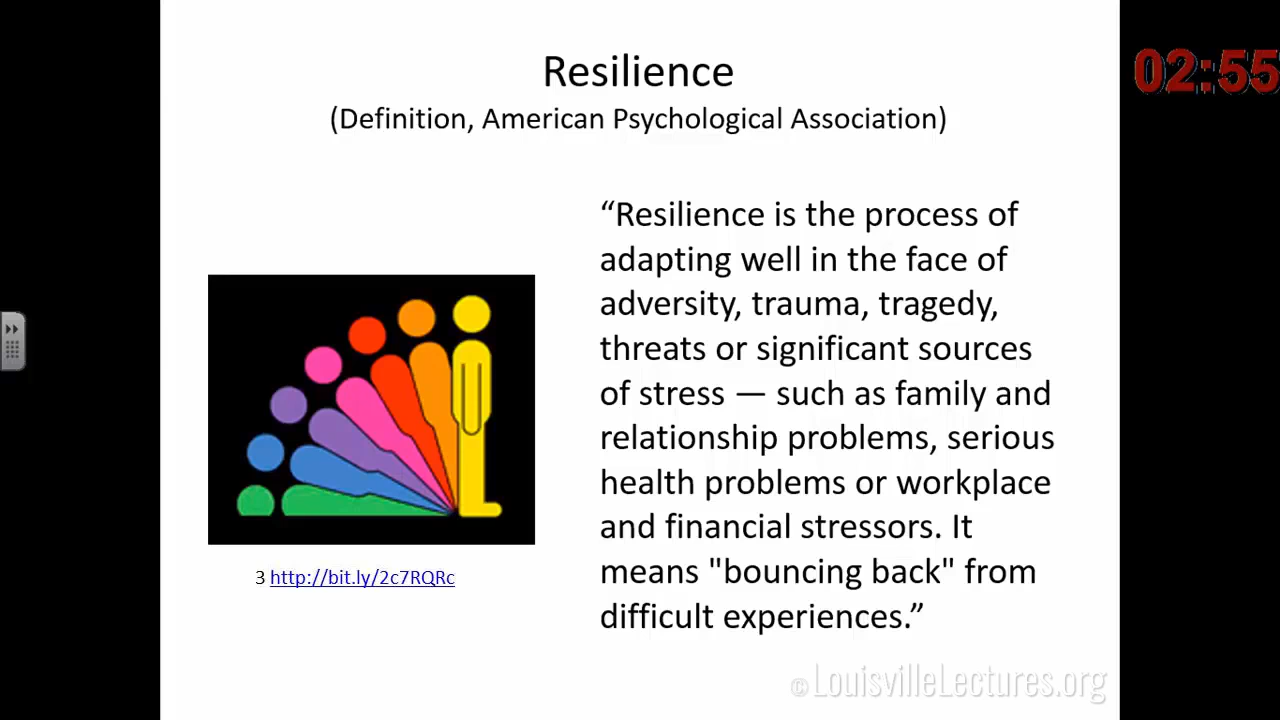 Resilience
(Definition, American Psychological Association)
02:55
“Resilience is the process of
adapting well in the face of
adversity, trauma, tragedy,
threats or significant sources
of stress — such as family and
relationship problems, serious
health problems or workplace
and financial stressors. It
means "bouncing back" from
difficult experiences.”
3 http://bit.ly/2c7RQRc
©LouisvilleLectures.org